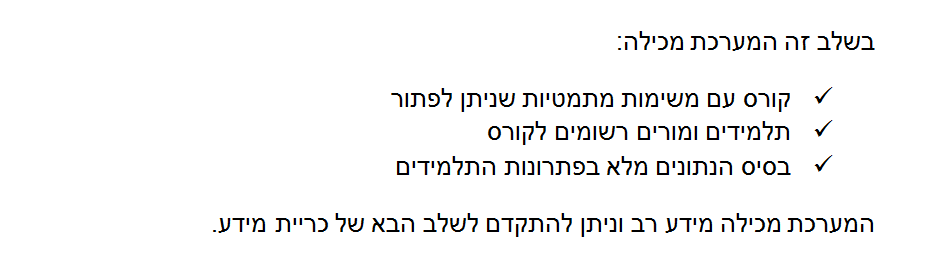 בשלב זה המערכת מכילה:
✓ קורס עם משימות מתמטיות שניתן לפתור
✓ תלמידים ומורים רשומים לקורס
✓ בסיס הנתונים מלא בפתרונות התלמידים
המערכת מכילה מידע רב וניתן להתקדם לשלב הבא של כריית מידע.